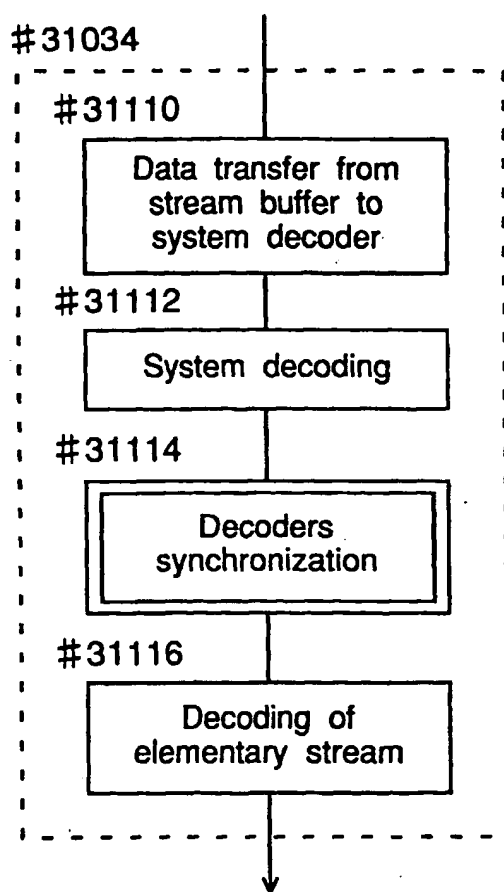 #31034
#31110
Data transfer from
stream buffer to
system decoder
#31112
System decoding
#31114
Decoders
synchronization
#31116
Decoding of
elementary stream